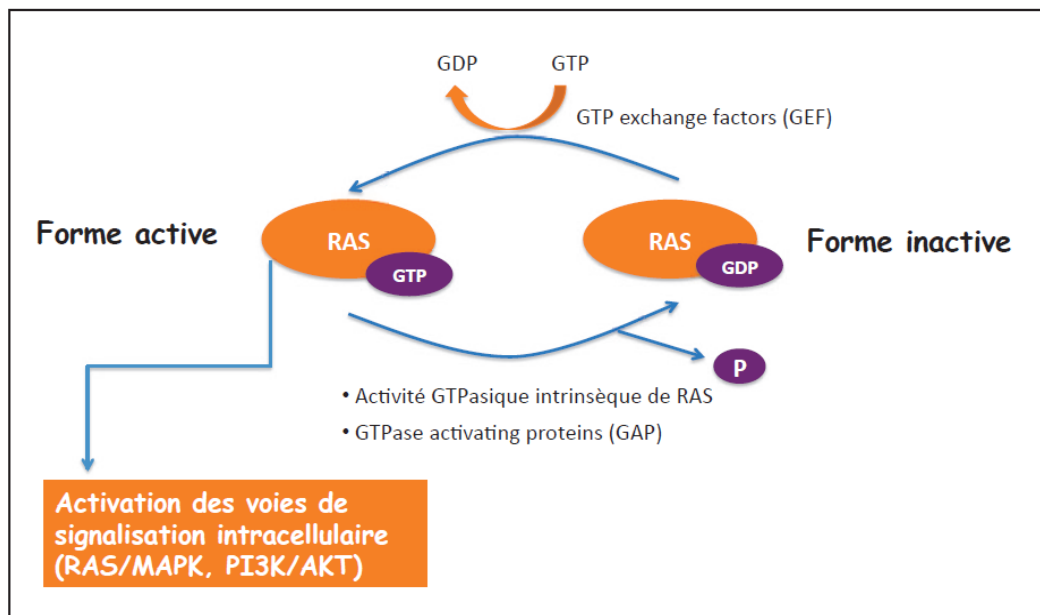 GDP GTP
GTP exchange factors (GEF)
Forme active
RAS
GTP
RAS
GDP
Forme inactive
P
• Activité GTPasique intrinsèque de RAS
• GTPase activating proteins (GAP)
Activation des voies de
signalisation intracellulaire
(RAS/MAPK, PI3K/AKT)